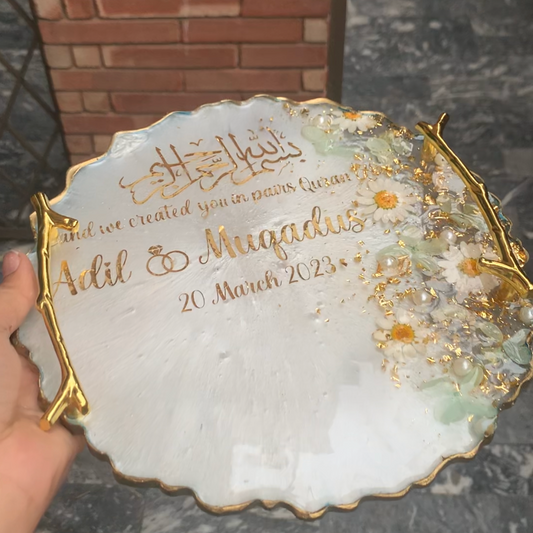 بسم الله الرحمن الرحيم
and we created you in pairs Quran
Adil Muqadus
20 March 2023